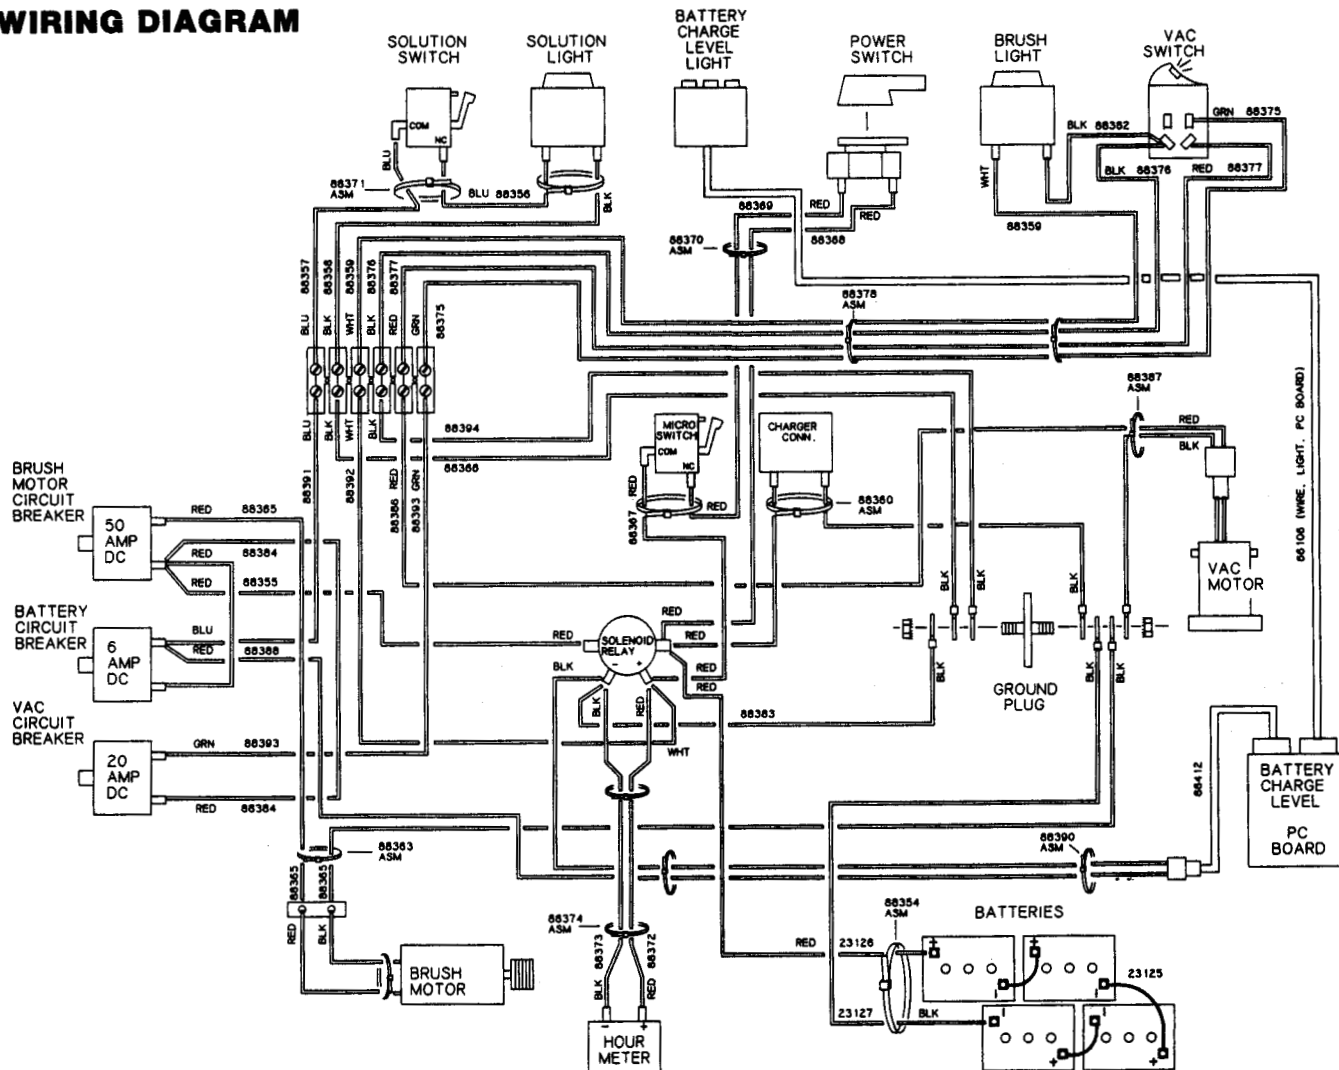 WIRING DIAGRAM
SOLUTION
SWITCH
SOLUTION
LIGHT
BATTERY
CHARGE
LEVEL
LIGHT
POWER
SWITCH
BRUSH
LIGHT
VAC
SWITCH
COM
NC
BLU
88371
ASM
BLU 88356
BLK
88369
RED
RED
88368
88370
ASM
WHT
88359
BLK 88382
GRN 88375
BLK 88376
RED 88377
88378
ASM
BLU 88357
BLK 88358
WHT 88359
BLK 88376
RED 88377
GRN 88375
BLU
BLK
WHT
BLK
88394
88366
88391
88392
RED 88386
88393 GRN
MICRO
SWITCH
COM
NC
RED
RED
88367
CHARGER
CONN.
88360
ASM
88387
ASM
RED
BLK
VAC
MOTOR
88106 (WIRE, LIGHT, PC BOARD)
BRUSH
MOTOR
CIRCUIT
BREAKER
50
AMP
DC
RED 88365
88384
RED
RED 88355
BATTERY
CIRCUIT
BREAKER
6
AMP
DC
BLU
RED 88388
VAC
CIRCUIT
BREAKER
20
AMP
DC
GRN 88393
RED 88384
RED
SOLENOID
RELAY
- +
RED
RED
RED
RED
BLK
BLK
RED
88383
WHT
BLK
BLK
BLK
BLK
BLK
BLK
GROUND
PLUG
88412
BATTERY
CHARGE
LEVEL
PC
BOARD
88363
ASM
88365
88365
RED
BLK
BRUSH
MOTOR
88374
ASM
BLK 88373
RED 88372
- +
HOUR
METER
88390
ASM
88354
ASM
BATTERIES
RED 23126
23127 BLK
23125
+ - + -
- + - +